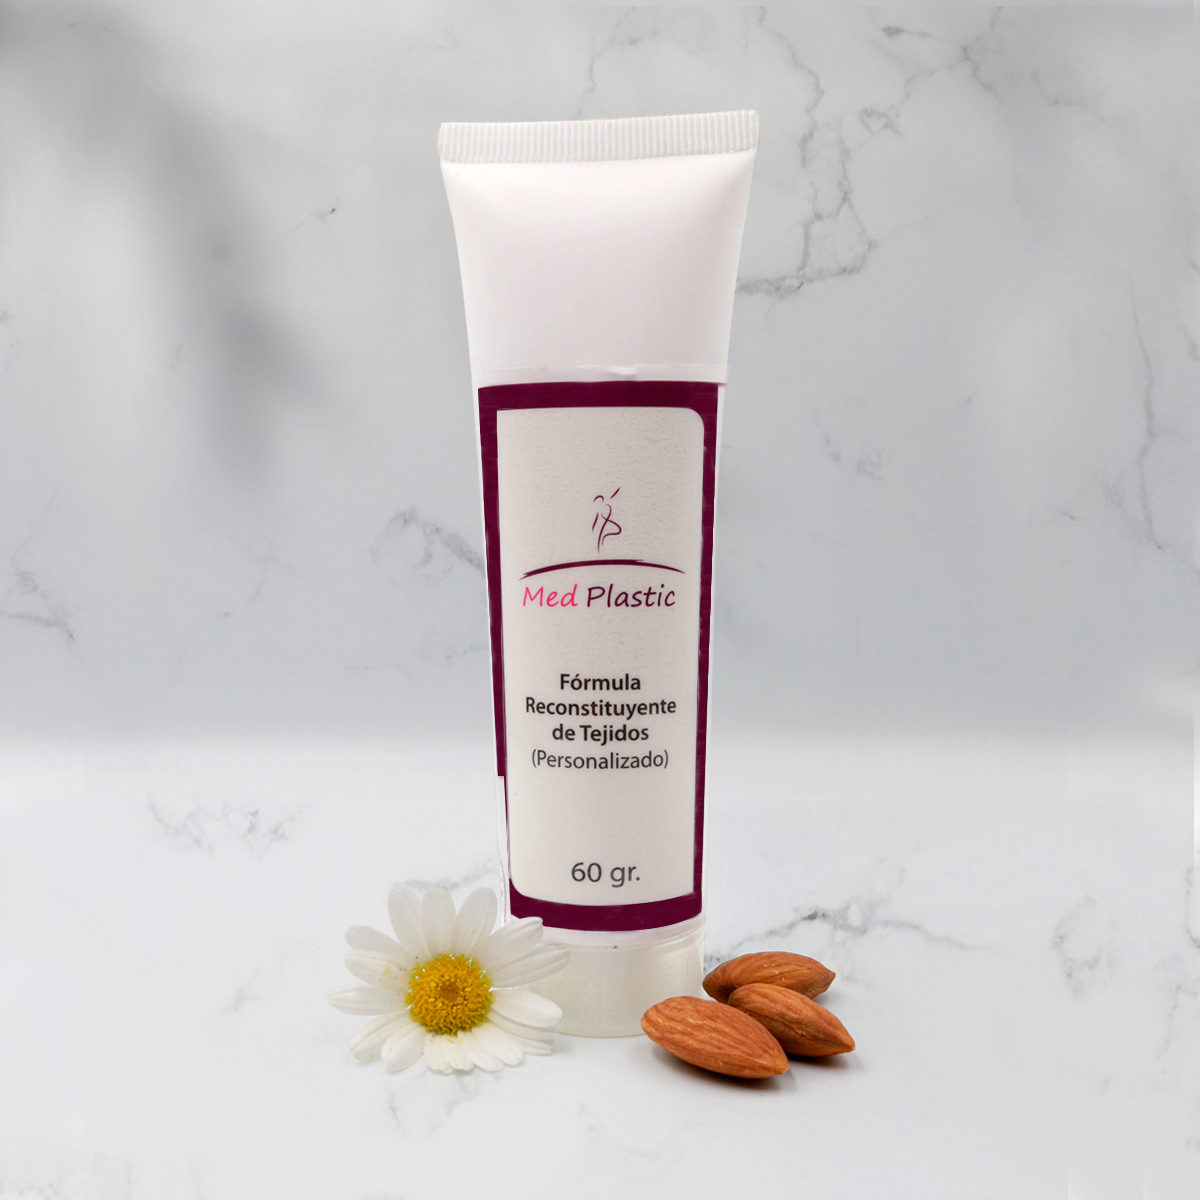 Med Plastic
Fórmula
Reconstituyente
de Tejidos
(Personalizado)
60 gr.